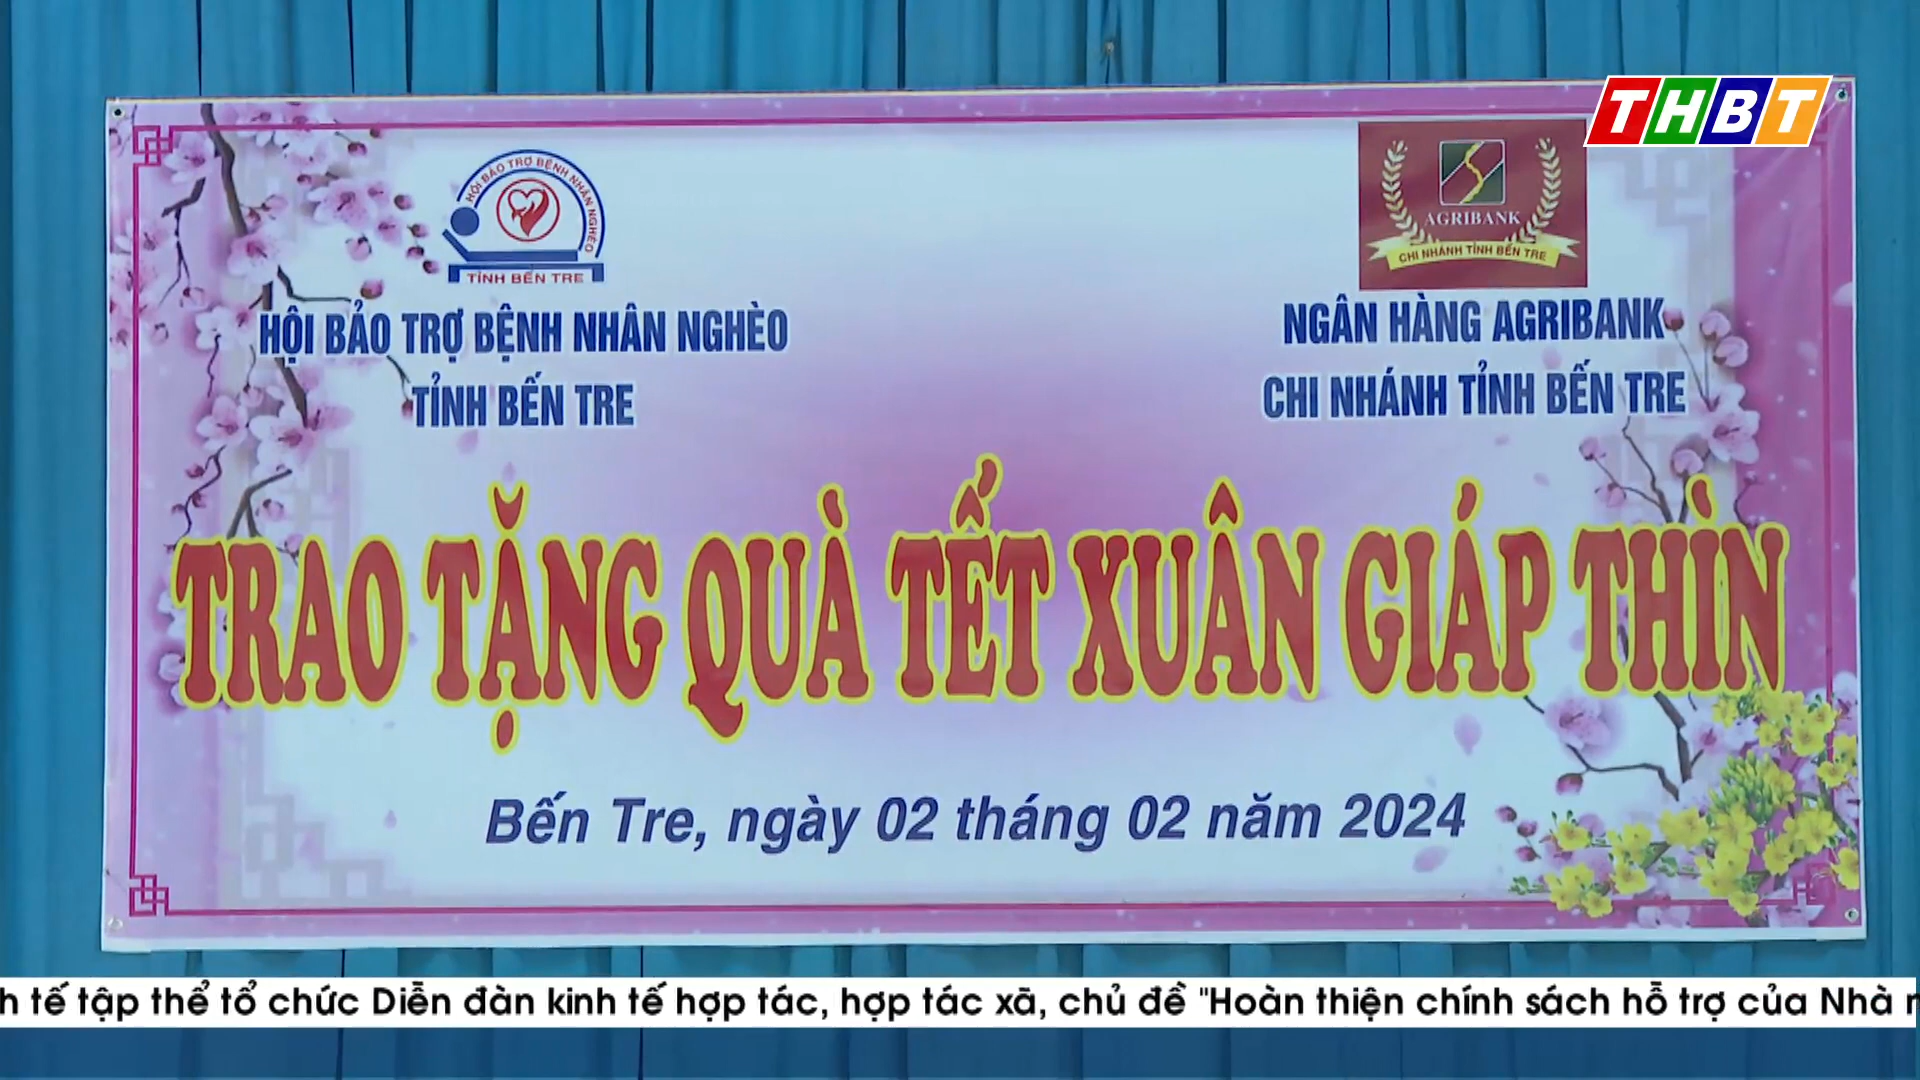 THBT
HỘI BẢO TRỢ BỆNH NHÂN NGHÈO
TỈNH BẾN TRE
AGRIBANK
CHI NHÁNH TỈNH BẾN TRE
HỘI BẢO TRỢ BỆNH NHÂN NGHÈO
TỈNH BẾN TRE
NGÂN HÀNG AGRIBANK
CHI NHÁNH TỈNH BẾN TRE
TRAO TẶNG QUÀ TẾT XUÂN GIÁP THÌN
Bến Tre, ngày 02 tháng 02 năm 2024
h tế tập thể tổ chức Diễn đàn kinh tế hợp tác, hợp tác xã, chủ đề "Hoàn thiện chính sách hỗ trợ của Nhà